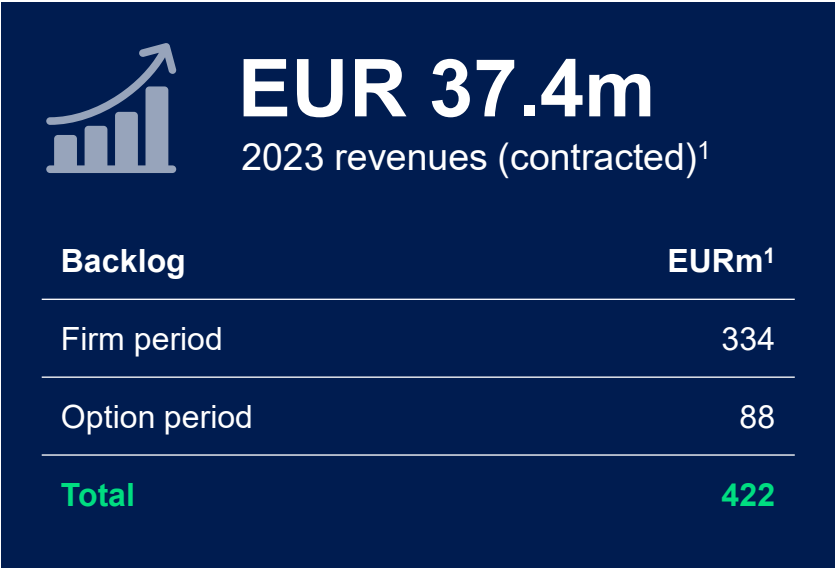 EUR 37.4m
2023 revenues (contracted)¹
Backlog EURm¹
Firm period 334
Option period 88
Total 422